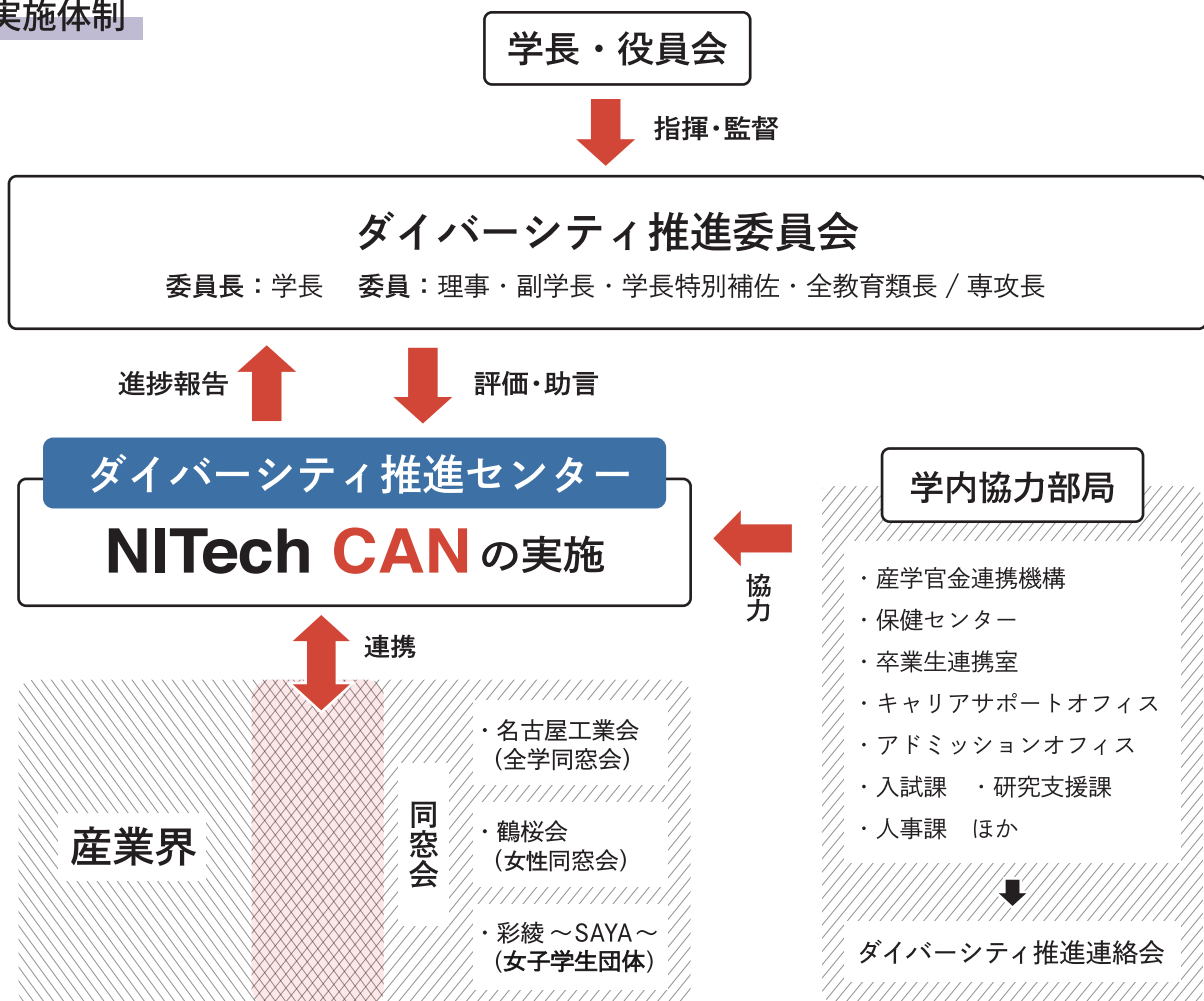 実施体制
学長・役員会
指揮・監督
ダイバーシティ推進委員会
委員長：学長　委員：理事・副学長・学長特別補佐・全教育類長 / 専攻長
進捗報告
評価・助言
ダイバーシティ推進センター
NITech CAN の実施
協力
連携
産業界
同窓会
・名古屋工業会
(全学同窓会)
・鶴桜会
(女性同窓会)
・彩綾 〜SAYA〜
(女子学生団体)
学内協力部局
・産学官金連携機構
・保健センター
・卒業生連携室
・キャリアサポートオフィス
・アドミッションオフィス
・入試課　・研究支援課
・人事課　ほか
ダイバーシティ推進連絡会